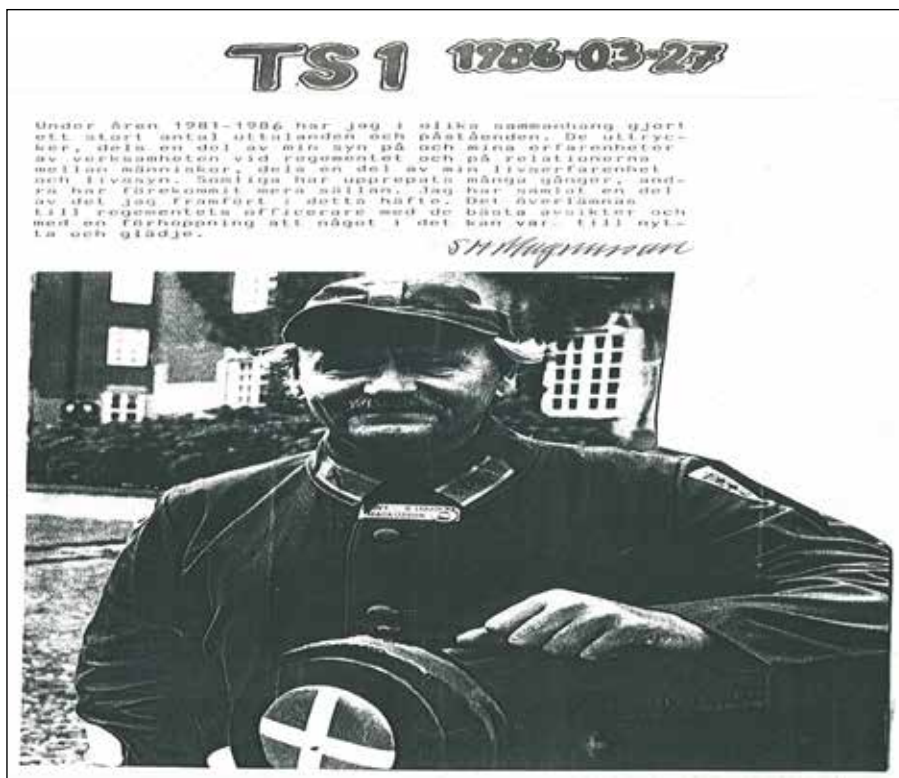 TS1 1986-03-27
Under åren 1981-1986 har jag i olika sammanhang gjort
ett stort antal uttalanden och påståenden. De uttryc-
ker, dels en del av min syn på och mina erfarenheter
av verksamheten vid regementet och på relationerna
mellan människor, dels en del av min livserfarenhet
och livssyn. Samtliga har upprepats många gånger, and-
ra har förekommit mera sällan. Jag har samlat en del
av det jag framfört i detta häfte. Det överlämnas
till regementets officerare med de bästa avsikter och
med en förhoppning att något i det kan var. till nyt-
ta och glädje.
S H Magnusson